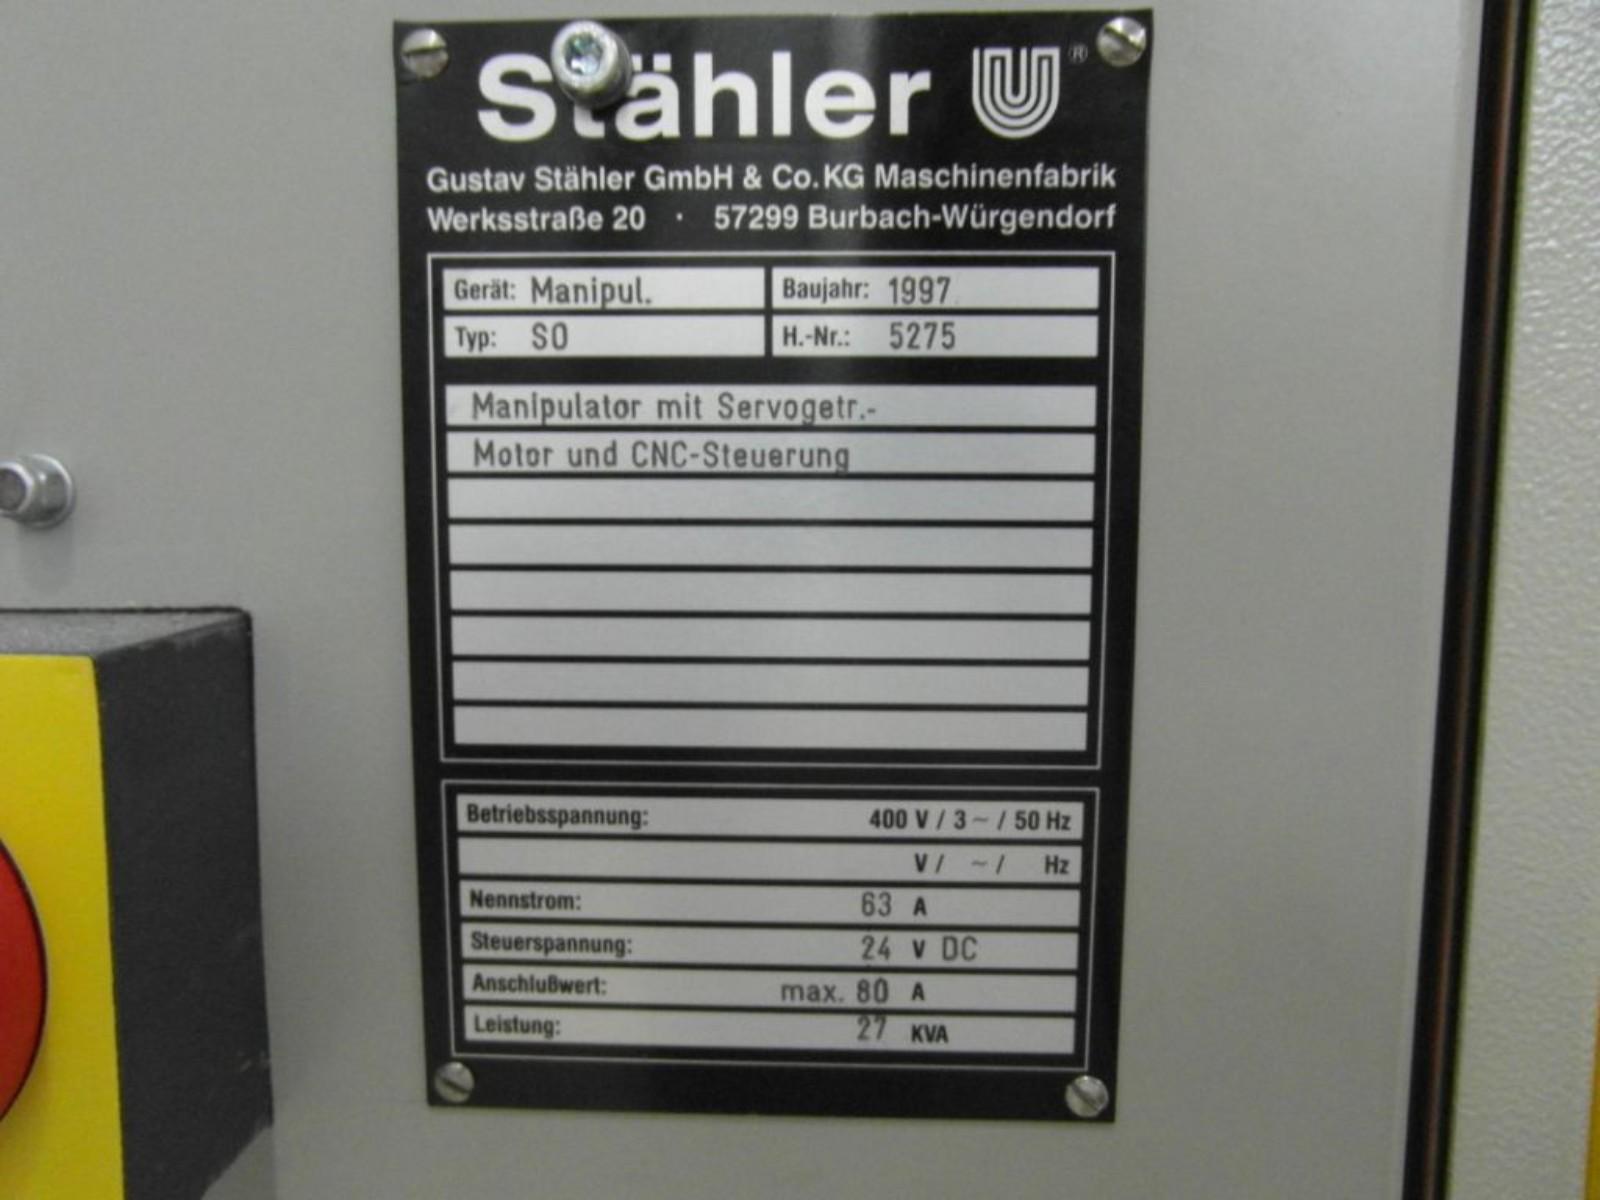 Stähler ®
Gustav Stähler GmbH & Co.KG Maschinenfabrik
Werksstraße 20 · 57299 Burbach-Würgendorf
Gerät: Manipul. Baujahr: 1997
Typ: SO H.-Nr.: 5275
Manipulator mit Servogetr.-
Motor und CNC-Steuerung
Betriebsspannung: 400 V / 3 ~ / 50 Hz
V / ~ / Hz
Nennstrom: 63 A
Steuerspannung: 24 V DC
Anschlußwert: max. 80 A
Leistung: 27 KVA